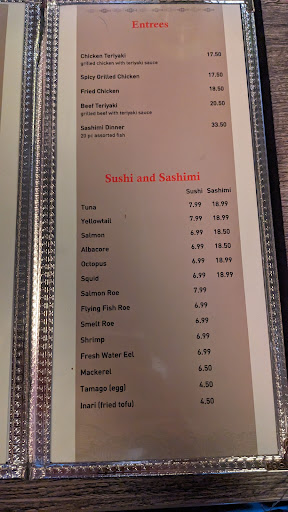 Entrees
Chicken Teriyaki 17.50
grilled chicken with teriyaki sauce
Spicy Grilled Chicken 17.50
Fried Chicken 18.50
Beef Teriyaki 20.50
grilled beef with teriyaki sauce
Sashimi Dinner 33.50
20 pc assorted fish
Sushi and Sashimi
Sushi Sashimi
Tuna 7.99 18.99
Yellowtail 7.99 18.99
Salmon 6.99 18.50
Albacore 6.99 18.50
Octopus 6.99 18.99
Squid 6.99 18.99
Salmon Roe 7.99
Flying Fish Roe 6.99
Smelt Roe 6.99
Shrimp 6.99
Fresh Water Eel 6.99
Mackerel 6.50
Tamago (egg) 4.50
Inari (fried tofu) 4.50